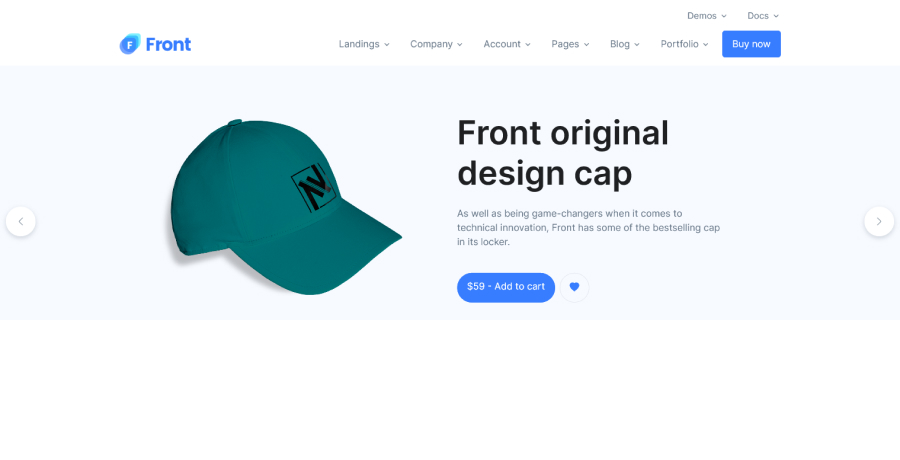 Demos
Docs
F
Front
Landings
Company
Account
Pages
Blog
Portfolio
Buy now
Front original
design cap
As well as being game-changers when it comes to
technical innovation, Front has some of the bestselling cap
in its locker.
$59 - Add to cart